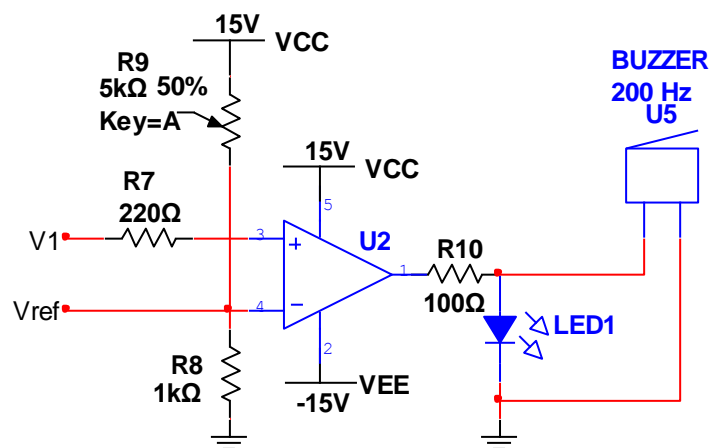 15V
VCC
R9
5kΩ 50%
Key=A
BUZZER
200 Hz
U5
15V
VCC
R7
220Ω
5
V1
3
+
U2
R10
1
100Ω
Vref
4
−
LED1
R8
1kΩ
2
VEE
-15V